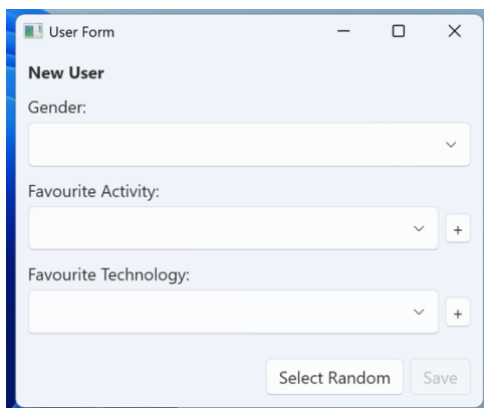 User Form
New User
Gender:
Favourite Activity:
+
Favourite Technology:
+
Select Random Save